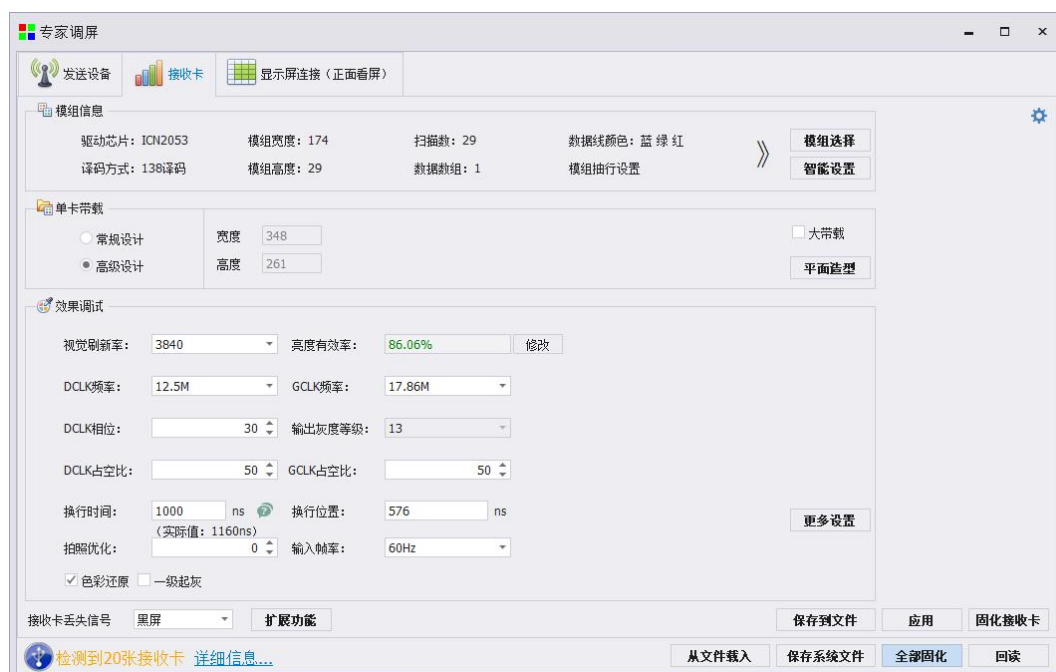 专家调屏
发送设备 接收卡 显示屏连接（正面看屏）
模组信息
驱动芯片：ICN2053 模组宽度：174 扫描数：29 数据线颜色：蓝 绿 红 模组选择
译码方式：138译码 模组高度：29 数据数组：1 模组抽行设置 智能设置
单卡带载
常规设计 宽度 348 大带载
高级设计 高度 261 平面造型
效果调试
视觉刷新率： 3840 亮度有效率： 86.06% 修改
DCLK频率： 12.5M GCLK频率： 17.86M
DCLK相位： 30 输出灰度等级： 13
DCLK占空比： 50 GCLK占空比： 50
换行时间： 1000 ns 换行位置： 576 ns
（实际值：1160ns） 更多设置
拍照优化： 0 输入帧率： 60Hz
色彩还原 一级起灰
接收卡丢失信号 黑屏 扩展功能 保存到文件 应用 固化接收卡
检测到20张接收卡 详细信息... 从文件载入 保存系统文件 全部固化 回读